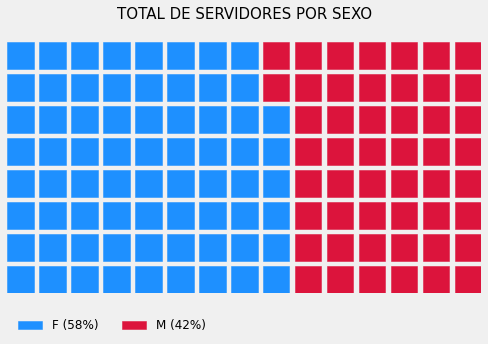 TOTAL DE SERVIDORES POR SEXO
F (58%) M (42%)